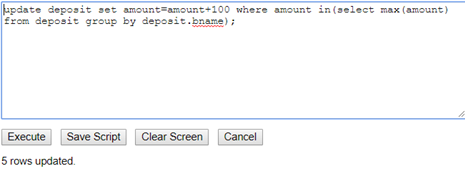 update deposit set amount=amount+100 where amount in(select max(amount)
from deposit group by deposit.bname);
Execute Save Script Clear Screen Cancel
5 rows updated.